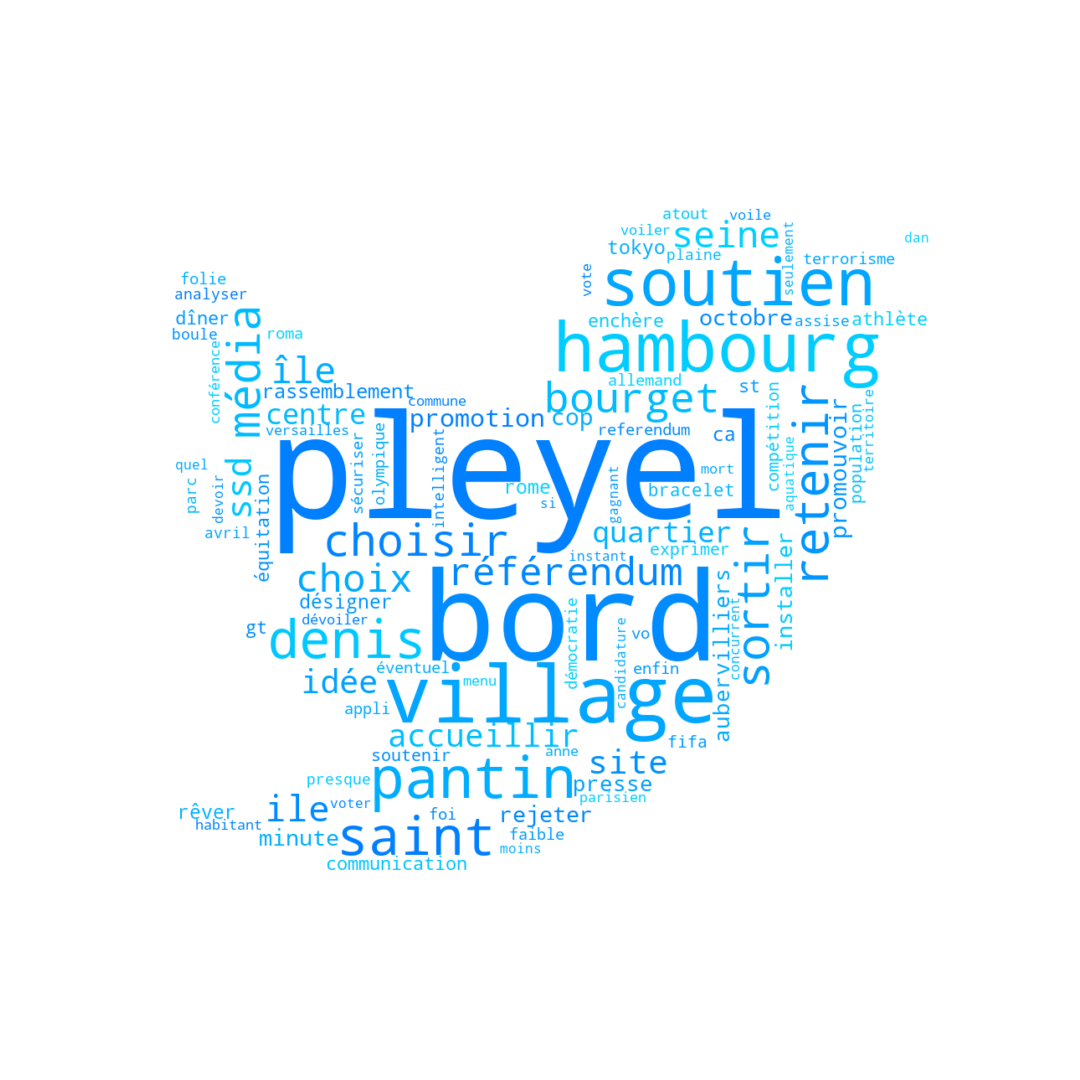 atout
voile
voiler
seine
dan
tokyo
plaine
seulement
terrorisme
vote
soutien
folie
analyser
dîner
boule
média
roma
conférence
enchère
octobre
assise
athlète
hambourg
île
allemand
rassemblement
bourget
st
retenir
centre
commune
promotion
cop
referendum
ca
compétition
promouvoir
population
territoire
versailles
pleyel
quel
ssd
parc
devoir
sécuriser
olympique
intelligent
mort
aquatique
équitation
rome
si
gagnant
bracelet
avril
choisir
quartier
exprimer
sortir
installer
instant
choix
référendum
bord
désigner
dévoiler
denis
gt
démocratie
candidature
vo
aubervilliers
concurrent
idée
éventuel
menu
enfin
village
appli
accueillir
anne
fifa
soutenir
site
presque
pantin
presse
parisien
rêver
ile
voter
habitant
saint
foi
rejeter
minute
faible
moins
communication